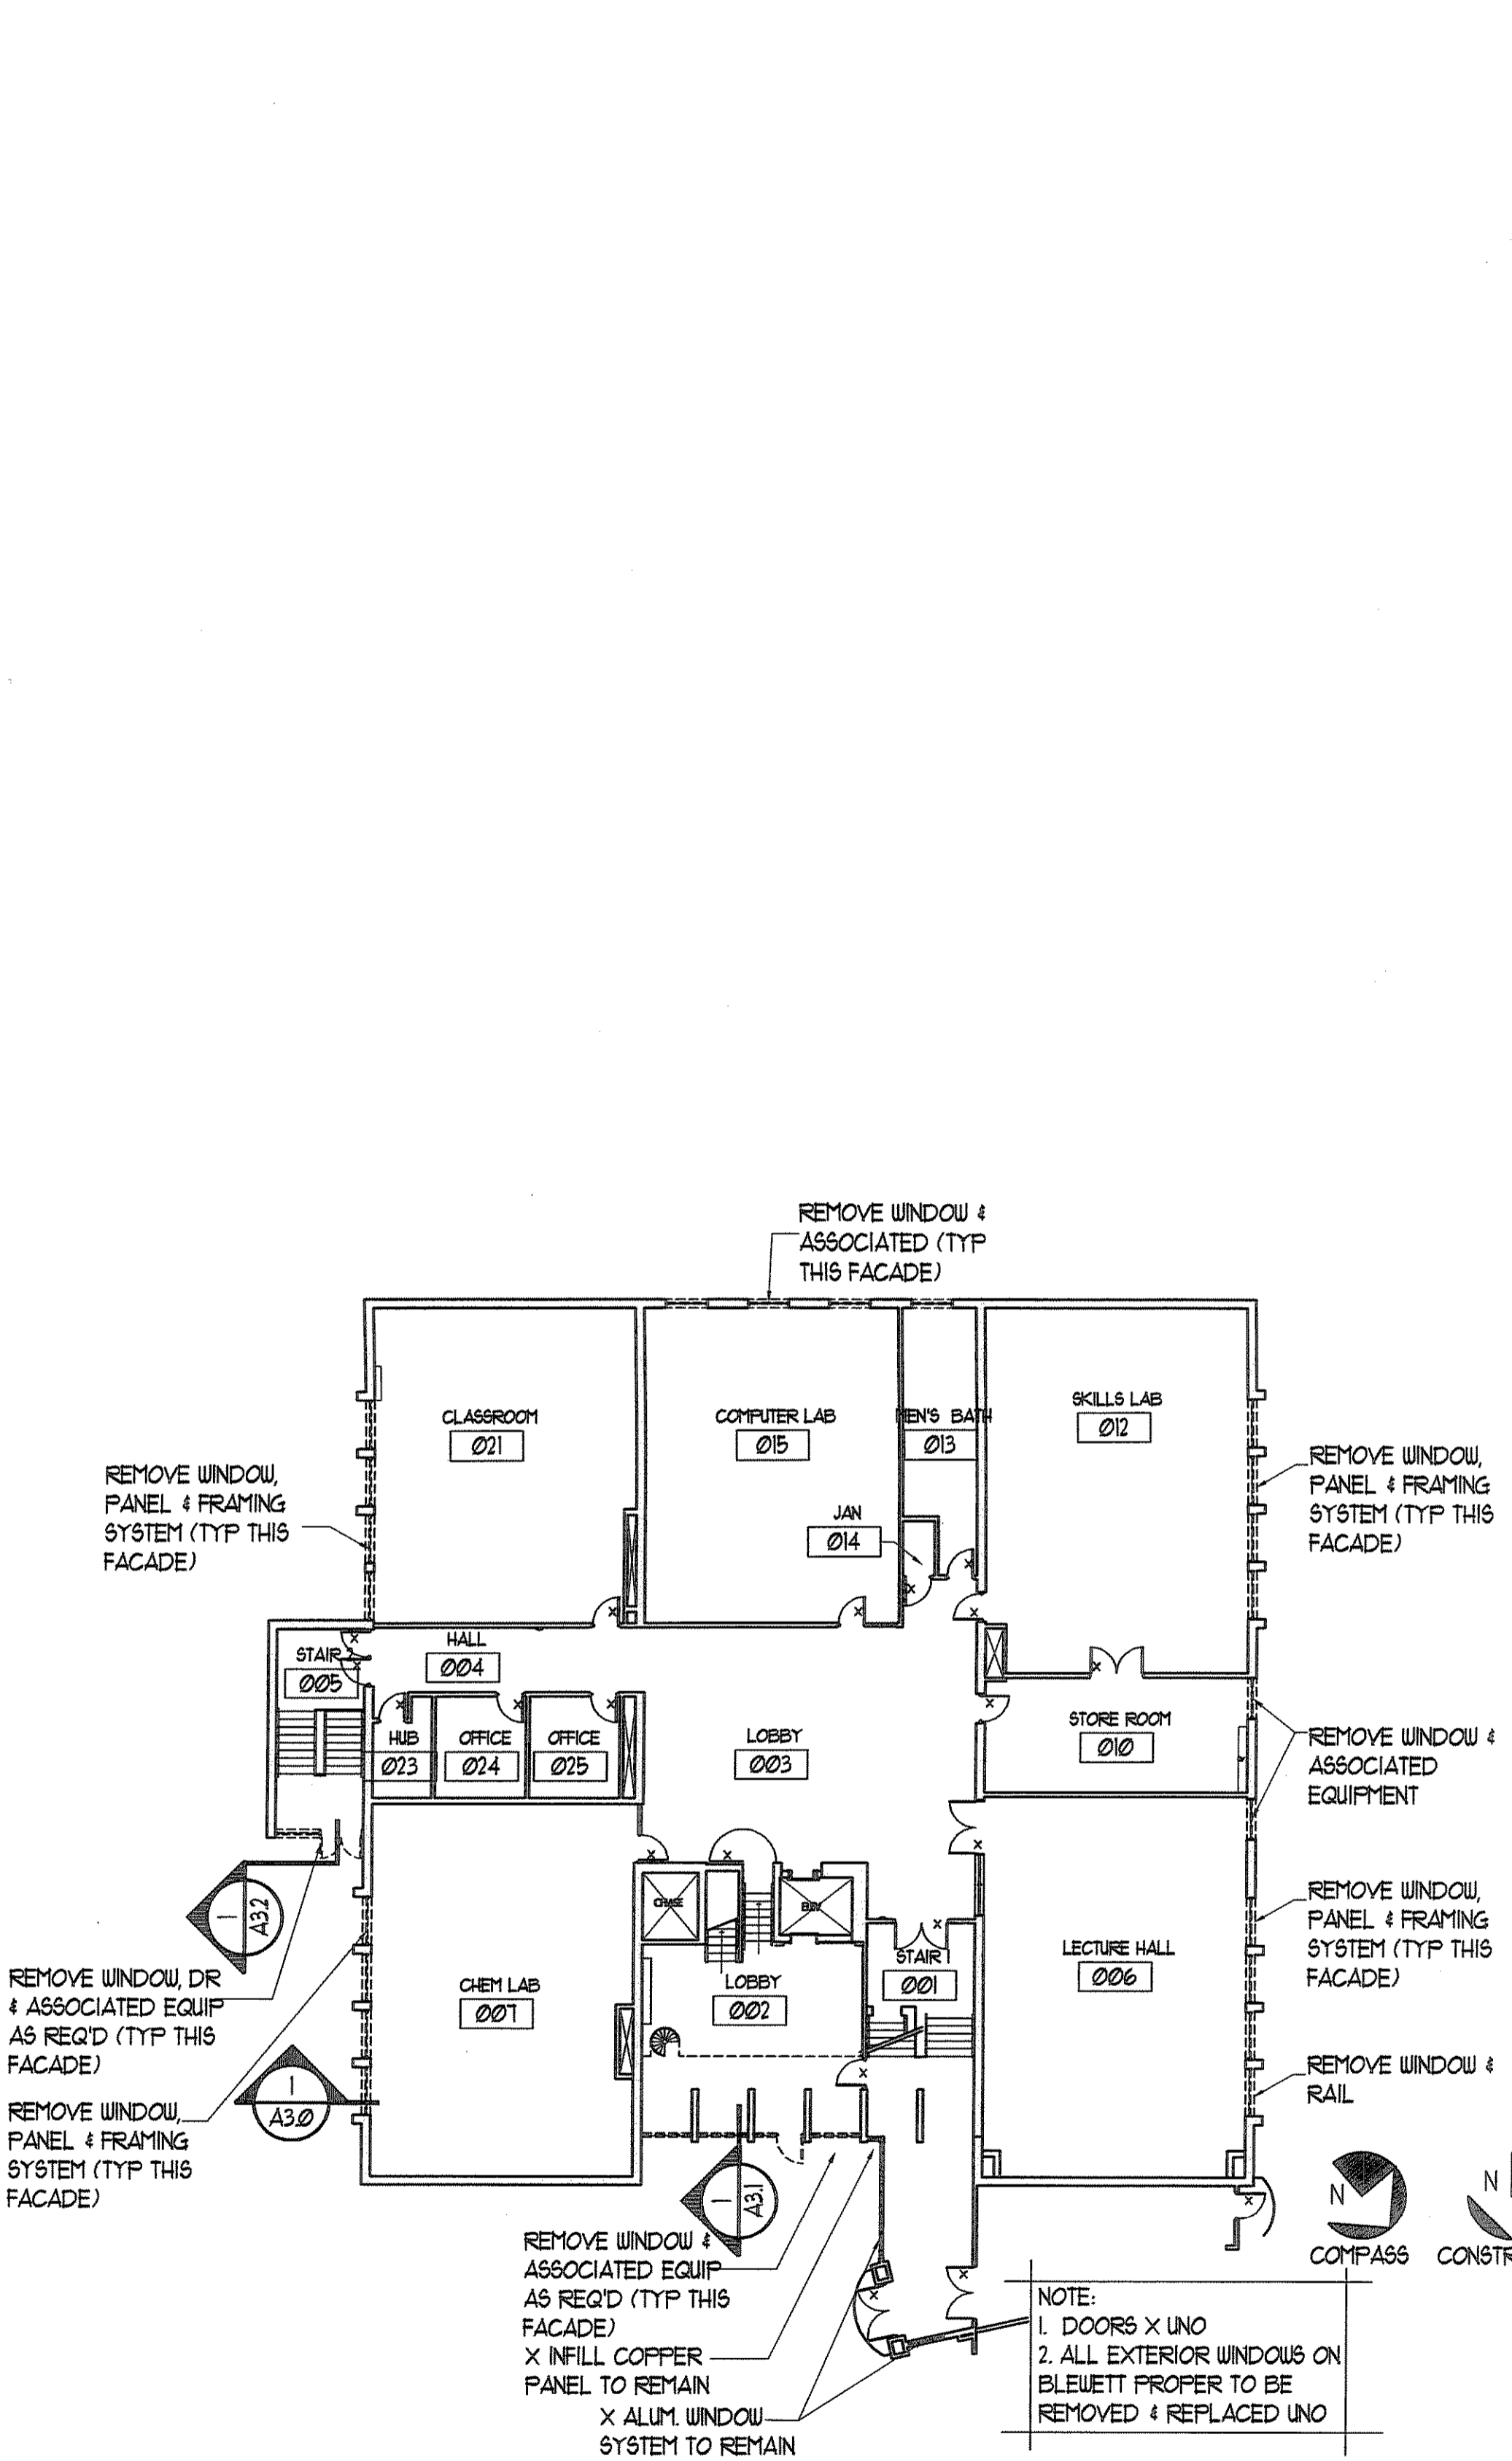 REMOVE WINDOW &
ASSOCIATED (TYP
THIS FACADE)
CLASSROOM
021
COMPUTER LAB
015
MEN'S BATH
013
SKILLS LAB
012
JAN
014
REMOVE WINDOW,
PANEL & FRAMING
SYSTEM (TYP THIS
FACADE)
REMOVE WINDOW,
PANEL & FRAMING
SYSTEM (TYP THIS
FACADE)
STAIR 2
005
HALL
004
HUB
023
OFFICE
024
OFFICE
025
LOBBY
003
STORE ROOM
010
REMOVE WINDOW &
ASSOCIATED
EQUIPMENT
CHASE
ELEV
1
A3.2
REMOVE WINDOW, DR
& ASSOCIATED EQUIP
AS REQ'D (TYP THIS
FACADE)
CHEM LAB
007
LOBBY
002
STAIR 1
001
LECTURE HALL
006
REMOVE WINDOW,
PANEL & FRAMING
SYSTEM (TYP THIS
FACADE)
REMOVE WINDOW &
RAIL
1
A3.0
REMOVE WINDOW,
PANEL & FRAMING
SYSTEM (TYP THIS
FACADE)
1
A3.1
REMOVE WINDOW &
ASSOCIATED EQUIP
AS REQ'D (TYP THIS
FACADE)
X INFILL COPPER
PANEL TO REMAIN
X ALUM. WINDOW
SYSTEM TO REMAIN
N
COMPASS
N
CONSTR
NOTE:
1. DOORS X UNO
2. ALL EXTERIOR WINDOWS ON
BLEWETT PROPER TO BE
REMOVED & REPLACED UNO